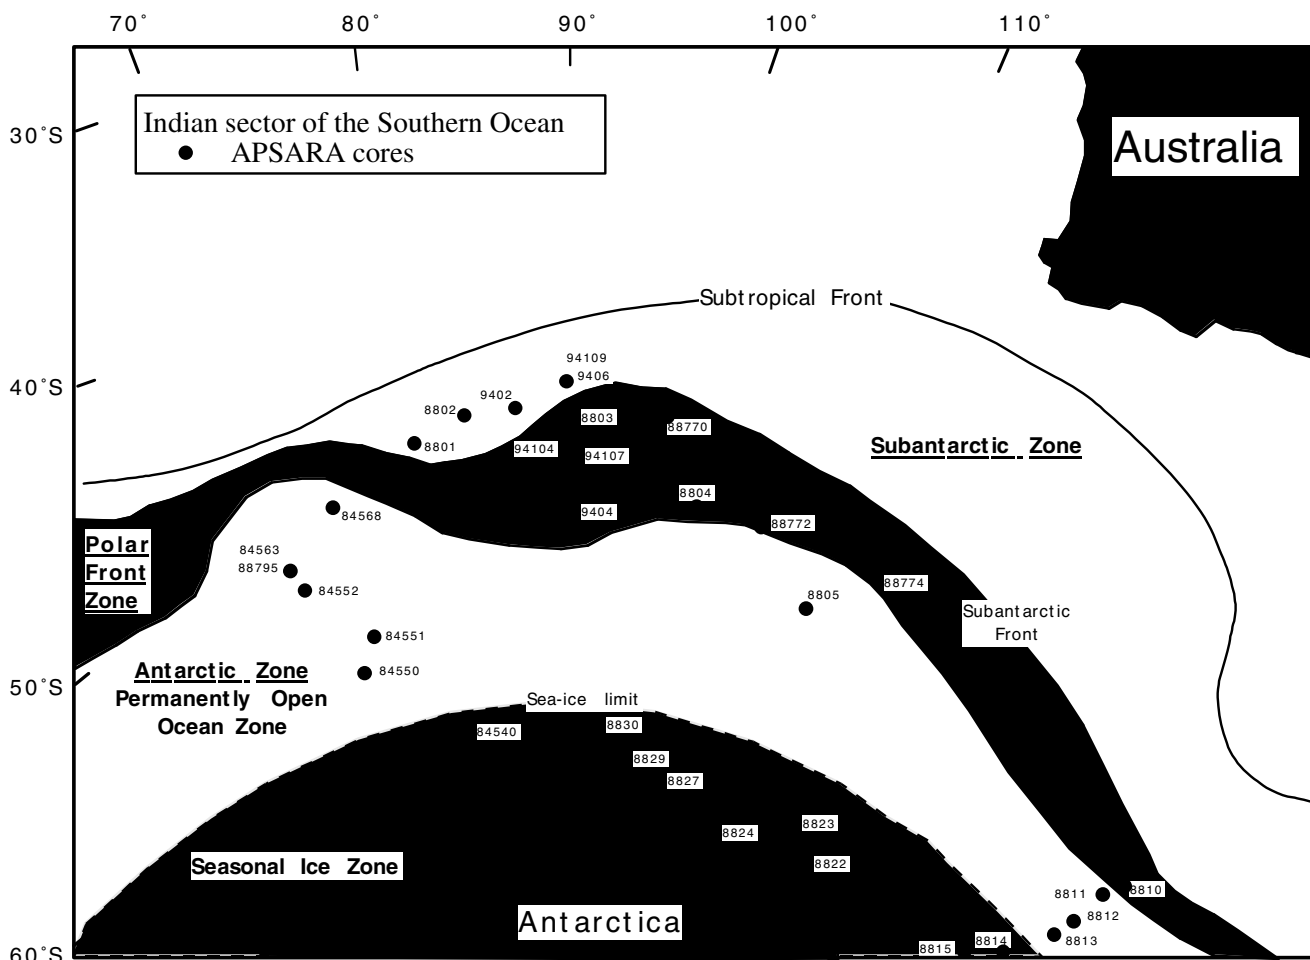 70° 80° 90° 100° 110°
30°S
Indian sector of the Southern Ocean
APSARA cores
Australia
Subtropical Front
40°S
94109
9406
9402
8802
8801
8803
88770
94104
94107
Subantarctic Zone
8804
9404
88772
84568
Polar
Front
Zone
84563
88795
84552
88774
8805
Subantarctic
Front
84551
84550
Antarctic Zone
Permanently Open
Ocean Zone
50°S
Sea-ice limit
84540
8830
8829
8827
8824
8823
8822
Seasonal Ice Zone
8811
8810
8812
8813
Antarctica
8814
8815
60°S